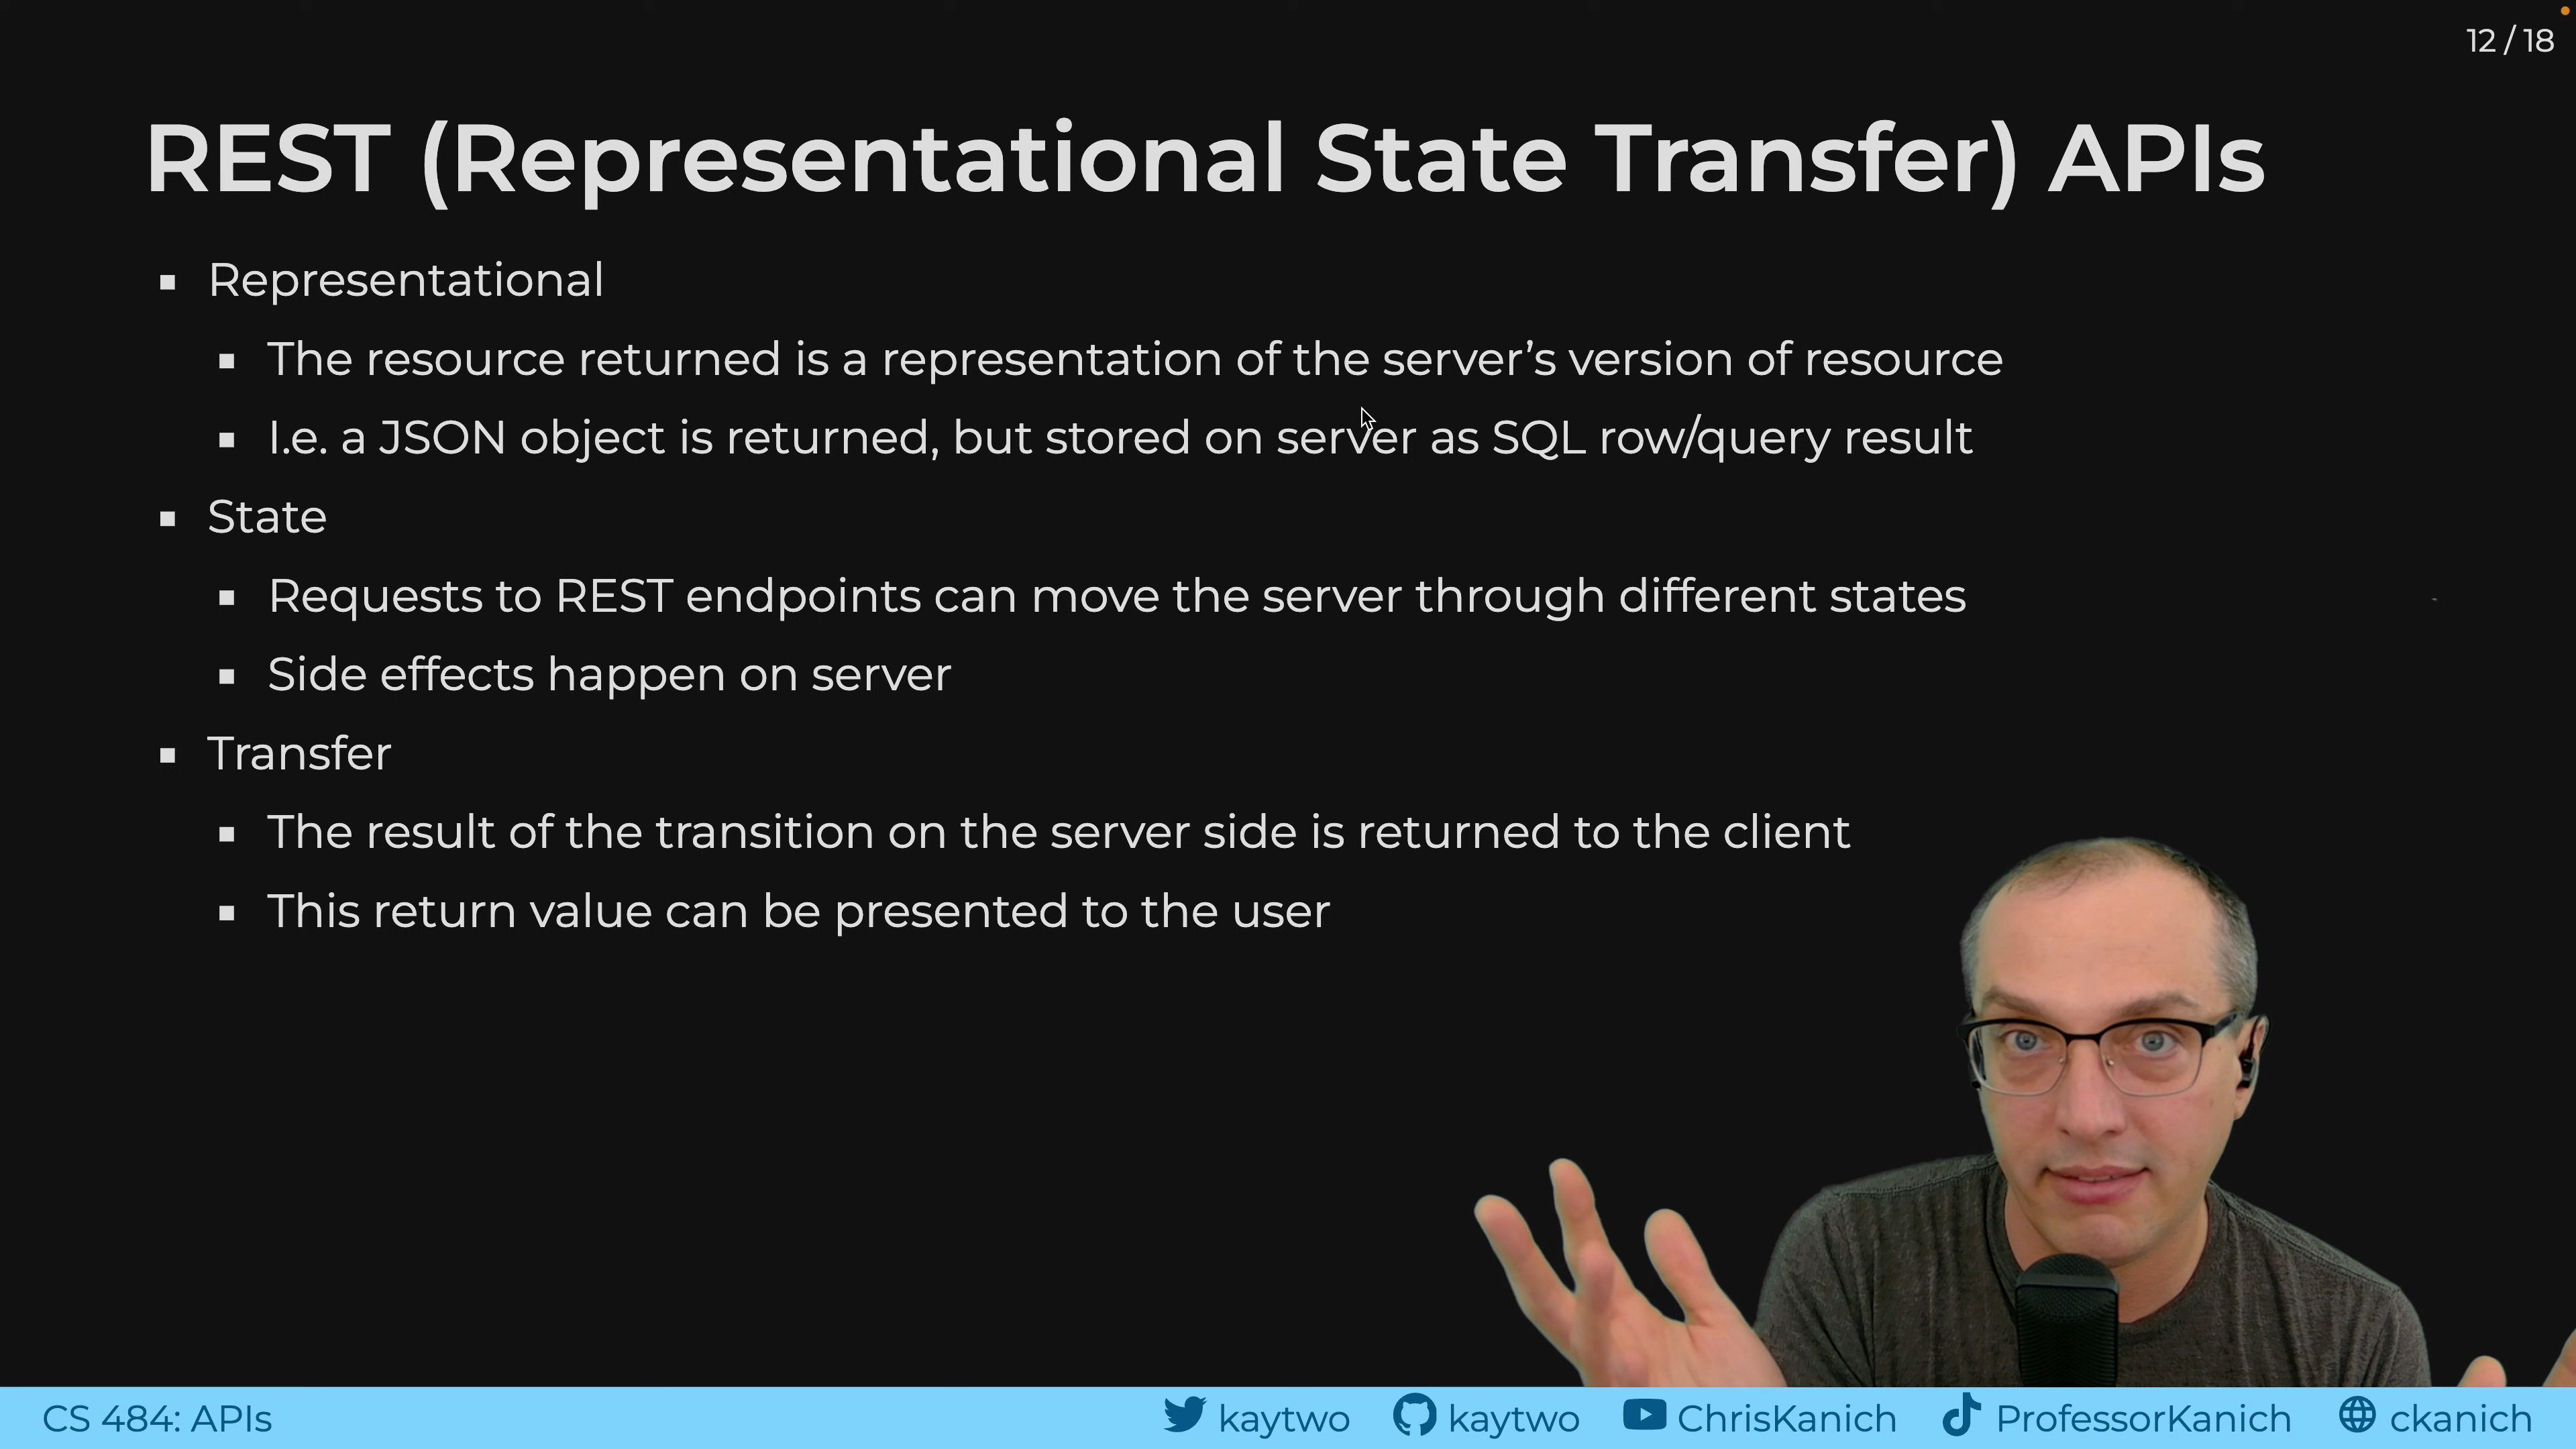 12 / 18
REST (Representational State Transfer) APIs
Representational
The resource returned is a representation of the server’s version of resource
I.e. a JSON object is returned, but stored on server as SQL row/query result
State
Requests to REST endpoints can move the server through different states
Side effects happen on server
Transfer
The result of the transition on the server side is returned to the client
This return value can be presented to the user
CS 484: APIs kaytwo kaytwo ChrisKanich ProfessorKanich ckanich